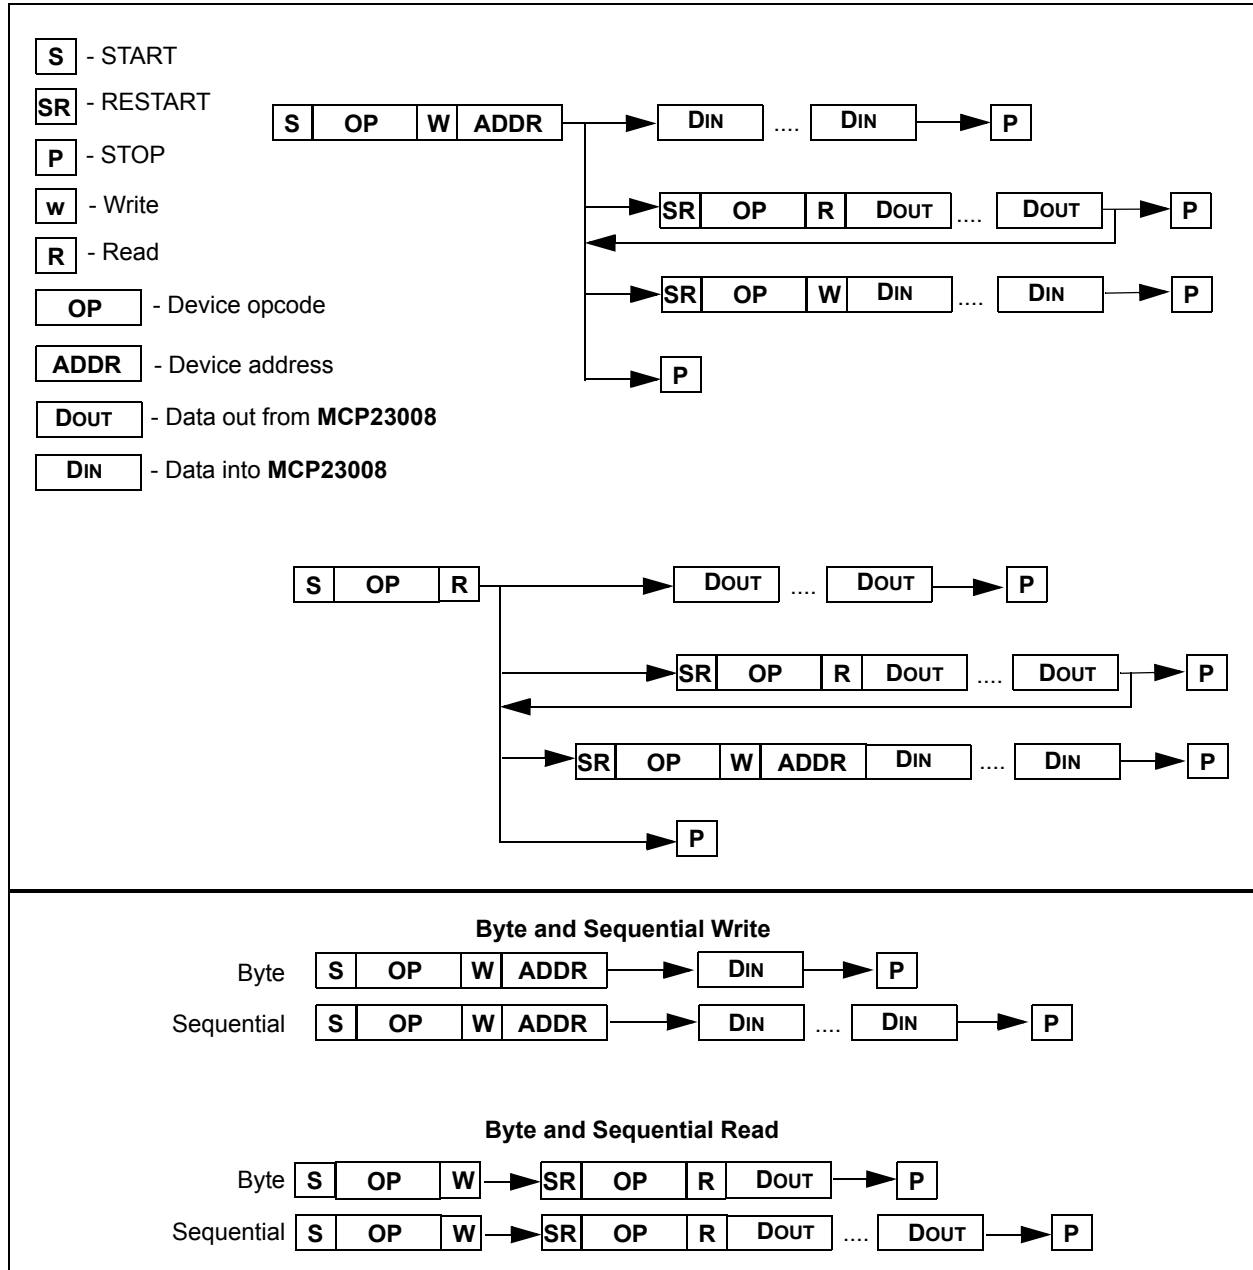 S - START
SR - RESTART
P - STOP
w - Write
R - Read
OP - Device opcode
ADDR - Device address
DOUT - Data out from MCP23008
DIN - Data into MCP23008
S OP W ADDR DIN .... DIN P
SR OP R DOUT .... DOUT P
SR OP W DIN .... DIN P
P
S OP R DOUT .... DOUT P
SR OP R DOUT .... DOUT P
SR OP W ADDR DIN .... DIN P
P
Byte and Sequential Write
Byte S OP W ADDR DIN P
Sequential S OP W ADDR DIN .... DIN P
Byte and Sequential Read
Byte S OP W SR OP R DOUT P
Sequential S OP W SR OP R DOUT .... DOUT P